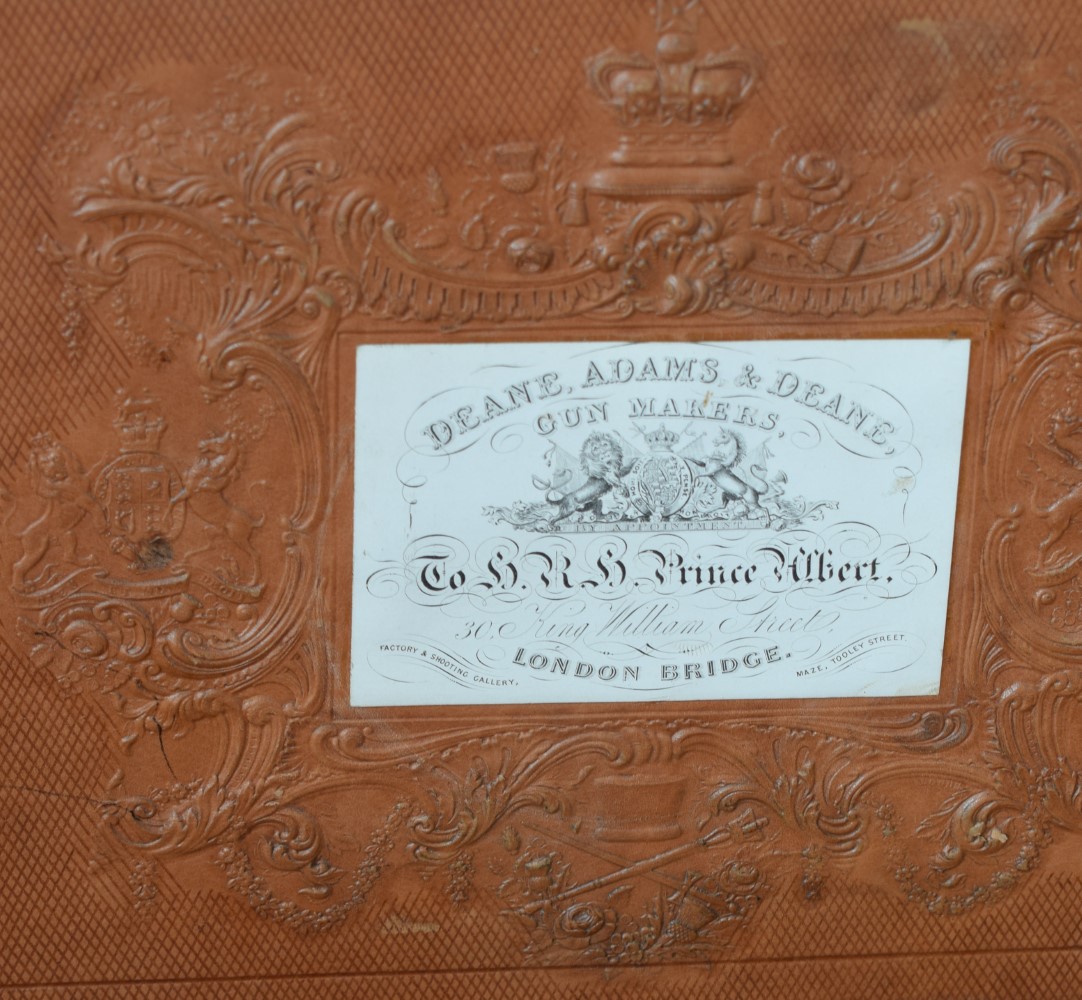 DEANE, ADAMS, & DEANE,
GUN MAKERS,
BY APPOINTMENT
To H.R.H. Prince Albert.
30, King William Street,
LONDON BRIDGE.
FACTORY & SHOOTING GALLERY,
MAZE, TOOLEY STREET.